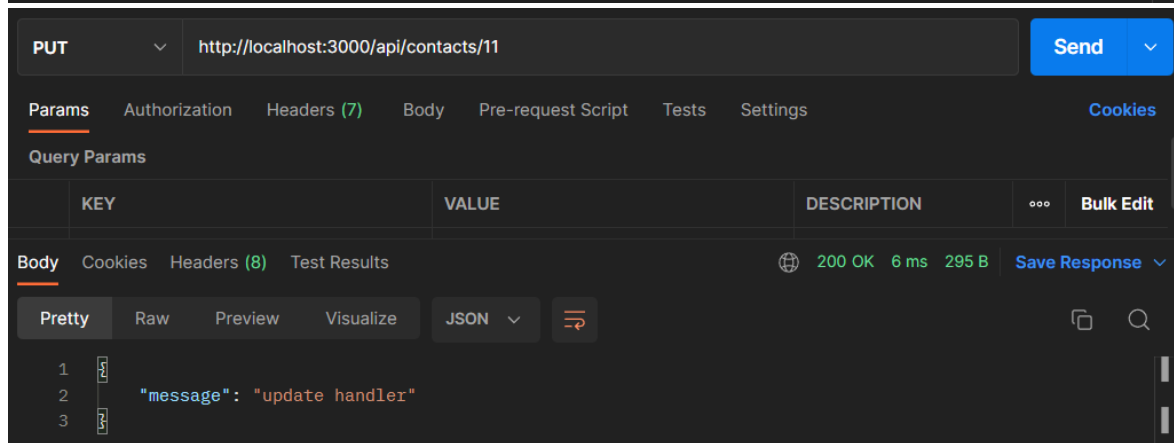 PUT http://localhost:3000/api/contacts/11 Send
Params Authorization Headers (7) Body Pre-request Script Tests Settings Cookies
Query Params
KEY VALUE DESCRIPTION ooo Bulk Edit
Body Cookies Headers (8) Test Results 200 OK 6 ms 295 B Save Response
Pretty Raw Preview Visualize JSON
1 {
2 "message": "update handler"
3 }